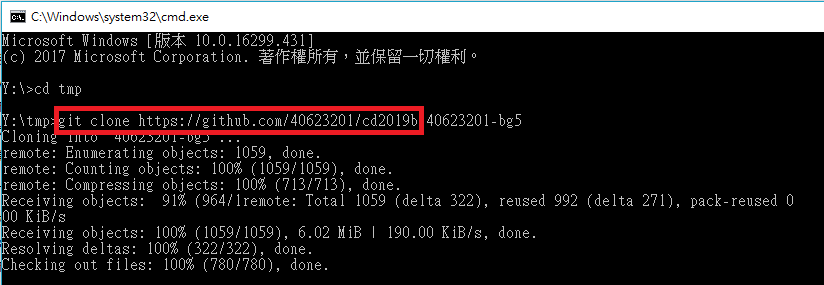 C:\Windows\system32\cmd.exe
Microsoft Windows [版本 10.0.16299.431]
(c) 2017 Microsoft Corporation. 著作權所有，並保留一切權利。
Y:\>cd tmp
Y:\tmp>git clone https://github.com/40623201/cd2019b 40623201-bg5
Cloning into '40623201-bg5'...
remote: Enumerating objects: 1059, done.
remote: Counting objects: 100% (1059/1059), done.
remote: Compressing objects: 100% (713/713), done.
Receiving objects:  91% (964/1remote: Total 1059 (delta 322), reused 992 (delta 271), pack-reused 0
00 KiB/s
Receiving objects: 100% (1059/1059), 6.02 MiB | 190.00 KiB/s, done.
Resolving deltas: 100% (322/322), done.
Checking out files: 100% (780/780), done.